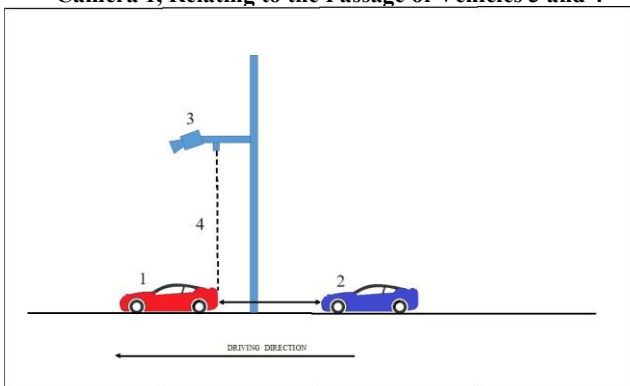 Camera 1, Relating to the Passage of Vehicles 3 and 4
3
4
1
2
DRIVING DIRECTION